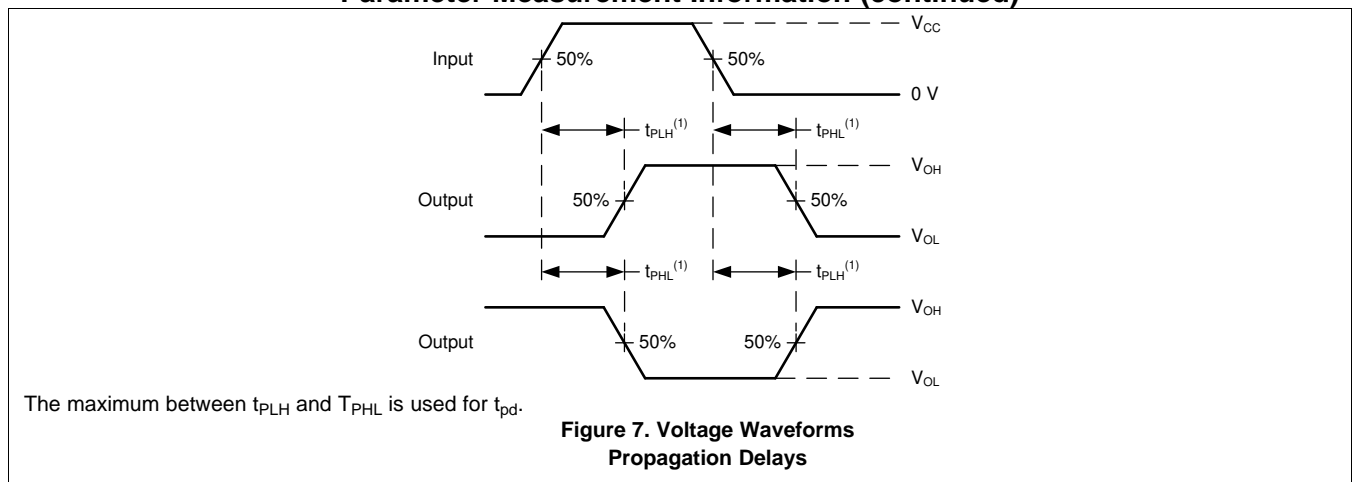 Parameter Measurement Information (continued)
V_CC
Input 50% 50%
0 V
t_PLH^(1) t_PHL^(1)
V_OH
Output 50% 50%
V_OL
t_PHL^(1) t_PLH^(1)
V_OH
Output 50% 50%
V_OL
The maximum between t_PLH and T_PHL is used for t_pd.
Figure 7. Voltage Waveforms
Propagation Delays